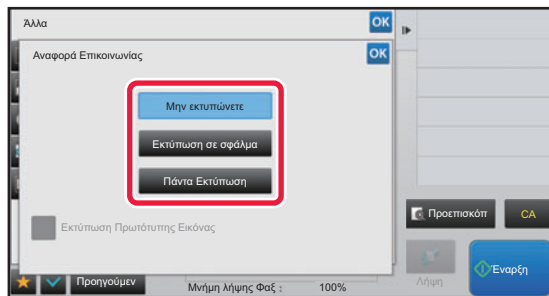 Άλλα
OK
Αναφορά Επικοινωνίας
OK
Μην εκτυπώνετε
Εκτύπωση σε σφάλμα
Πάντα Εκτύπωση
Εκτύπωση Πρωτότυπης Εικόνας
Προεπισκόπ
CA
Λήψη
Έναρξη
Προηγούμεν
Μνήμη λήψης Φαξ :
100%